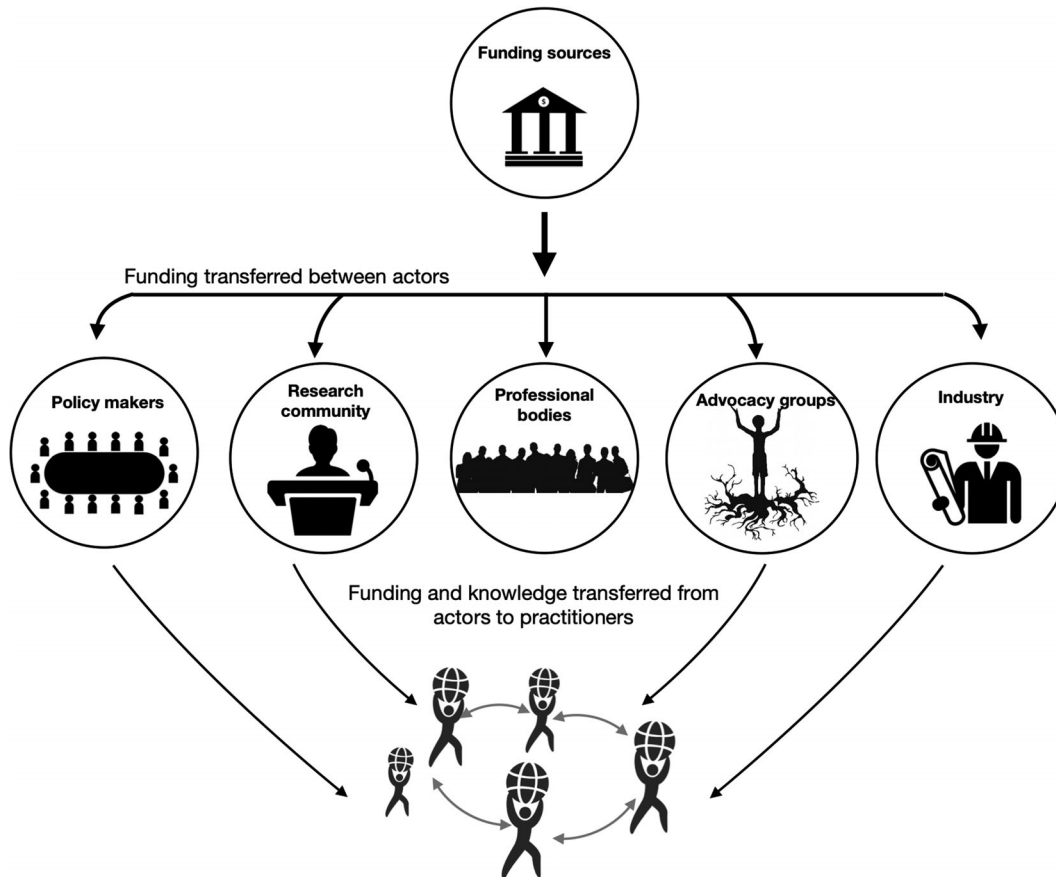 Funding sources
$
Funding transferred between actors
Policy makers
Research
community
Professional
bodies
Advocacy groups
Industry
Funding and knowledge transferred from
actors to practitioners